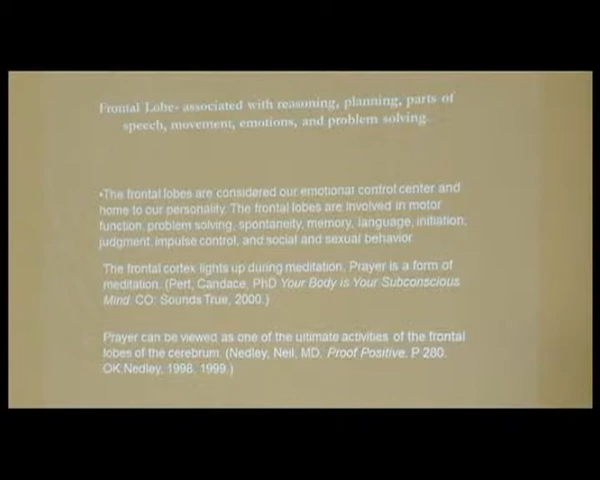 Frontal Lobe- associated with reasoning, planning, parts of
speech, movement, emotions, and problem solving.
•The frontal lobes are considered our emotional control center and
home to our personality. The frontal lobes are involved in motor
function, problem solving, spontaneity, memory, language, initiation,
judgment, impulse control, and social and sexual behavior.
The frontal cortex lights up during meditation. Prayer is a form of
meditation. (Pert, Candace, PhD Your Body is Your Subconscious
Mind. CO: Sounds True, 2000.)
Prayer can be viewed as one of the ultimate activities of the frontal
lobes of the cerebrum. (Nedley, Neil, MD. Proof Positive. P 280.
OK:Nedley, 1998, 1999.)